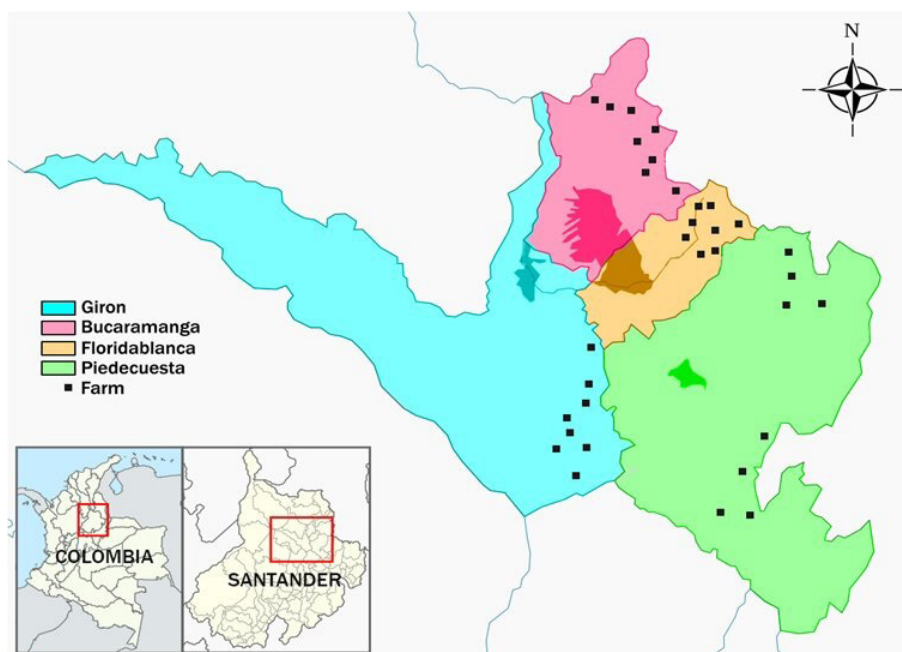 N
Giron
Bucaramanga
Floridablanca
Piedecuesta
Farm
COLOMBIA
SANTANDER